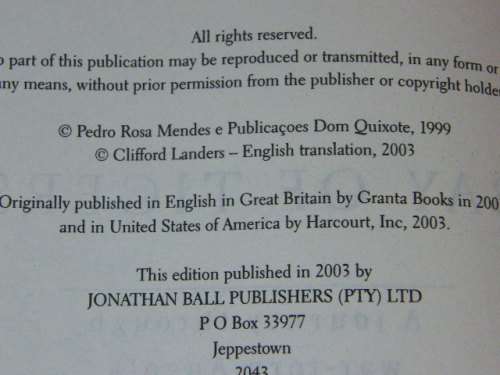 All rights reserved.
part of this publication may be reproduced or transmitted, in any form or
any means, without prior permission from the publisher or copyright holde
© Pedro Rosa Mendes e Publicaçoes Dom Quixote, 1999
© Clifford Landers – English translation, 2003
Originally published in English in Great Britain by Granta Books in 200
and in United States of America by Harcourt, Inc, 2003.
This edition published in 2003 by
JONATHAN BALL PUBLISHERS (PTY) LTD
P O Box 33977
Jeppestown
2043